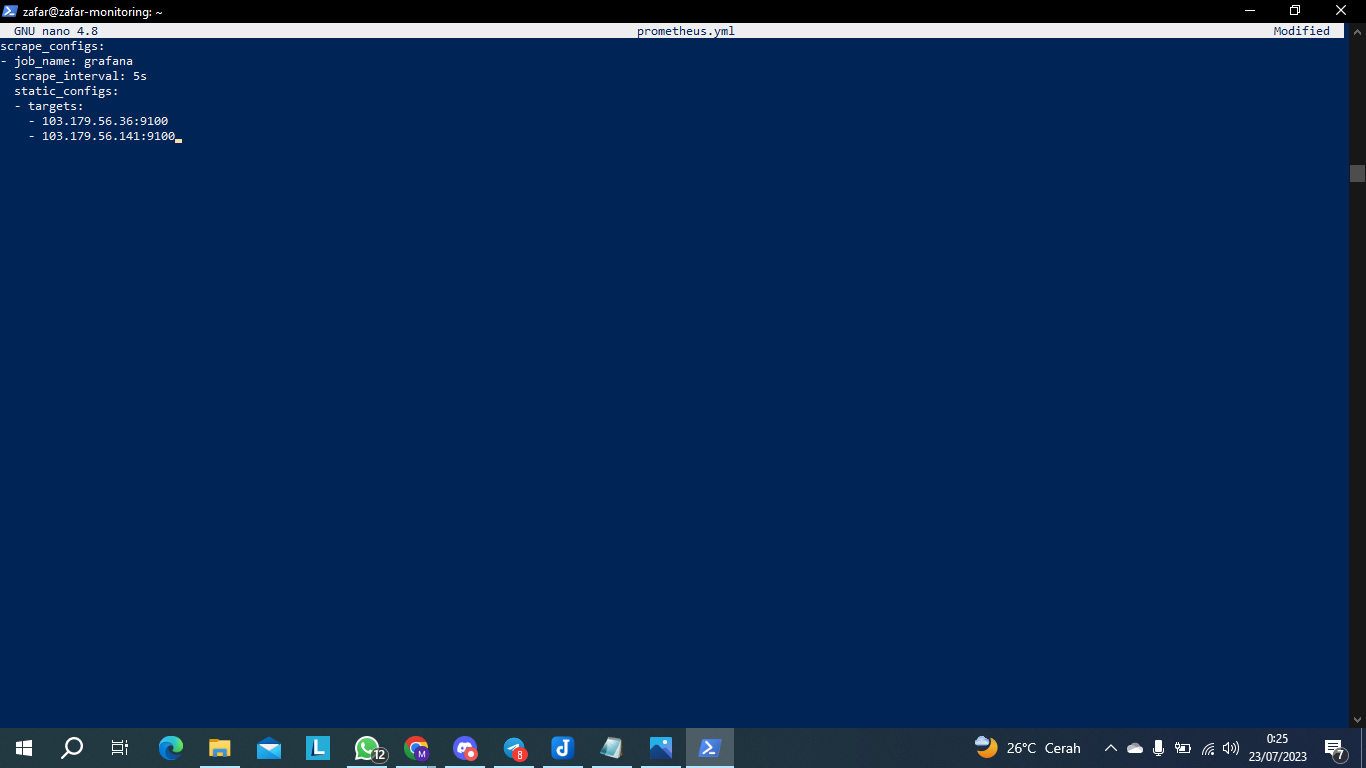 zafar@zafar-monitoring: ~
GNU nano 4.8 prometheus.yml Modified
scrape_configs:
- job_name: grafana
  scrape_interval: 5s
  static_configs:
  - targets:
    - 103.179.56.36:9100
    - 103.179.56.141:9100
L
12
M
8
26°C Cerah
0:25
23/07/2023
7